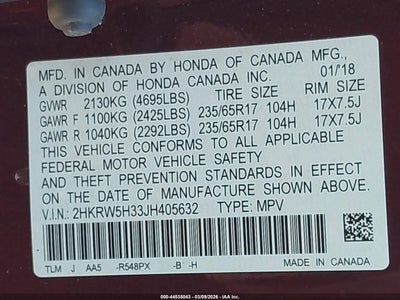 MFD. IN CANADA BY HONDA OF CANADA MFG.,
A DIVISION OF HONDA CANADA INC. 01/'18
GVWR 2130KG (4695LBS) TIRE SIZE RIM SIZE
GAWR F 1100KG (2425LBS) 235/65R17 104H 17X7.5J
GAWR R 1040KG (2292LBS) 235/65R17 104H 17X7.5J
THIS VEHICLE CONFORMS TO ALL APPLICABLE
FEDERAL MOTOR VEHICLE SAFETY
AND THEFT PREVENTION STANDARDS IN EFFECT
ON THE DATE OF MANUFACTURE SHOWN ABOVE.
V.I.N.: 2HKRW5H33JH405632 TYPE: MPV
TLM J AA5 -R548PX -B -H MADE IN CANADA
000-44538043 - 03/09/2026 - IAA Inc.